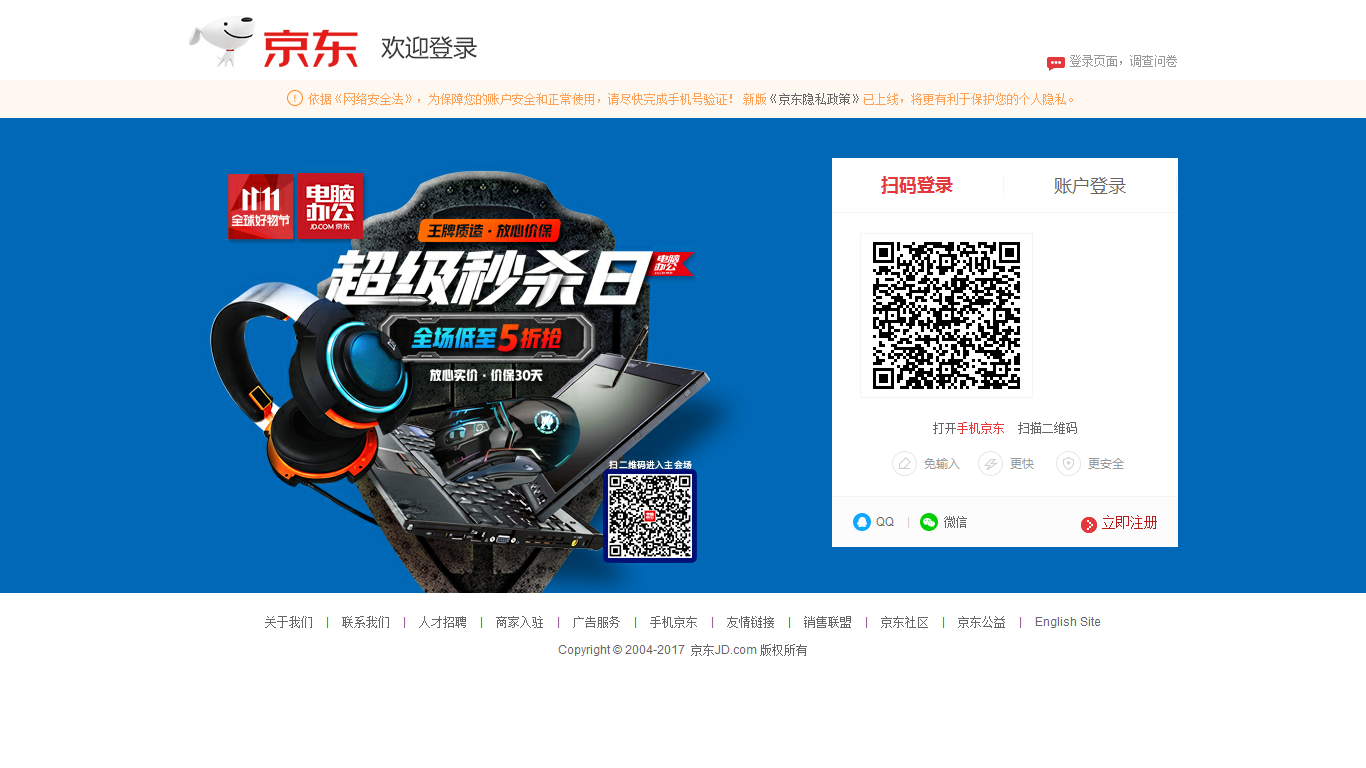 京东 欢迎登录
登录页面，调查问卷
依据《网络安全法》，为保障您的账户安全和正常使用，请尽快完成手机号验证！ 新版《京东隐私政策》已上线，将更有利于保护您的个人隐私。
11.11 全球好物节
电脑办公
JD.COM 京东
王牌质造·放心价保
超级秒杀日
电脑办公
全场低至5折抢
放心实价·价保30天
扫二维码进入主会场
扫码登录 账户登录
打开手机京东 扫描二维码
免输入 更快 更安全
QQ | 微信 立即注册
关于我们 | 联系我们 | 人才招聘 | 商家入驻 | 广告服务 | 手机京东 | 友情链接 | 销售联盟 | 京东社区 | 京东公益 | English Site
Copyright © 2004-2017 京东JD.com 版权所有